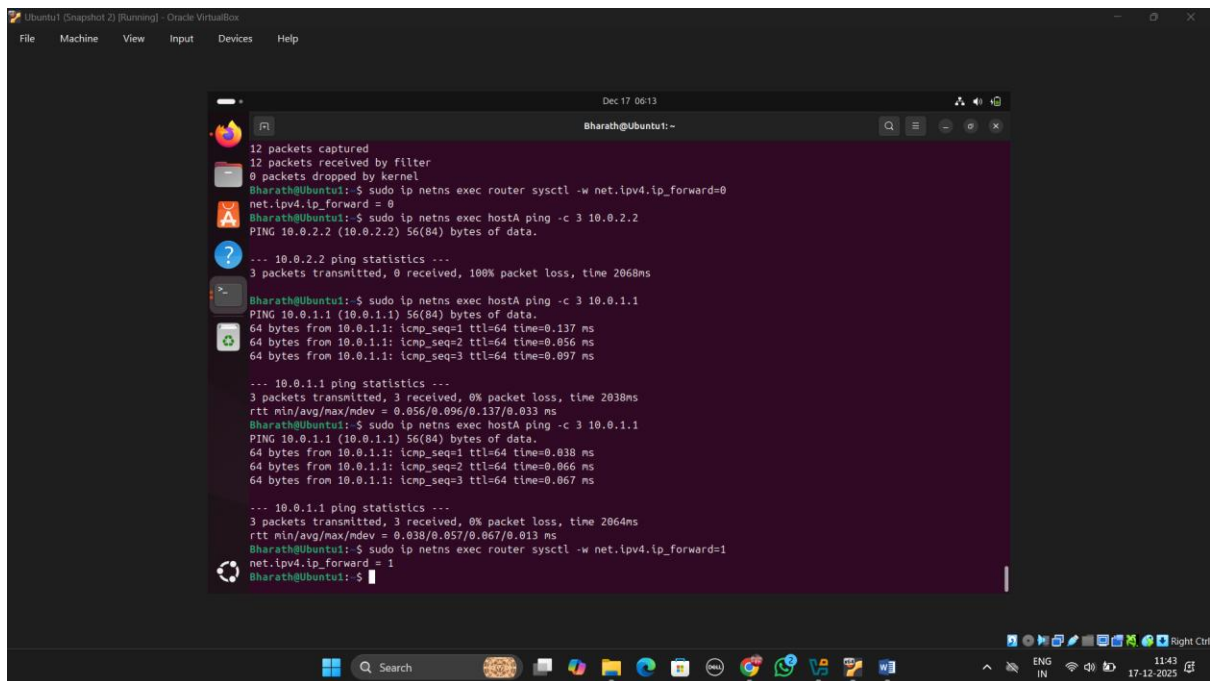 Ubuntu1 (Snapshot 2) [Running] - Oracle VirtualBox
File Machine View Input Devices Help
Dec 17 06:13
Bharath@Ubuntu1: ~
12 packets captured
12 packets received by filter
0 packets dropped by kernel
Bharath@Ubuntu1:~$ sudo ip netns exec router sysctl -w net.ipv4.ip_forward=0
net.ipv4.ip_forward = 0
Bharath@Ubuntu1:~$ sudo ip netns exec hostA ping -c 3 10.0.2.2
PING 10.0.2.2 (10.0.2.2) 56(84) bytes of data.
--- 10.0.2.2 ping statistics ---
3 packets transmitted, 0 received, 100% packet loss, time 2068ms
Bharath@Ubuntu1:~$ sudo ip netns exec hostA ping -c 3 10.0.1.1
PING 10.0.1.1 (10.0.1.1) 56(84) bytes of data.
64 bytes from 10.0.1.1: icmp_seq=1 ttl=64 time=0.137 ms
64 bytes from 10.0.1.1: icmp_seq=2 ttl=64 time=0.056 ms
64 bytes from 10.0.1.1: icmp_seq=3 ttl=64 time=0.097 ms
--- 10.0.1.1 ping statistics ---
3 packets transmitted, 3 received, 0% packet loss, time 2038ms
rtt min/avg/max/mdev = 0.056/0.096/0.137/0.033 ms
Bharath@Ubuntu1:~$ sudo ip netns exec hostA ping -c 3 10.0.1.1
PING 10.0.1.1 (10.0.1.1) 56(84) bytes of data.
64 bytes from 10.0.1.1: icmp_seq=1 ttl=64 time=0.038 ms
64 bytes from 10.0.1.1: icmp_seq=2 ttl=64 time=0.066 ms
64 bytes from 10.0.1.1: icmp_seq=3 ttl=64 time=0.067 ms
--- 10.0.1.1 ping statistics ---
3 packets transmitted, 3 received, 0% packet loss, time 2064ms
rtt min/avg/max/mdev = 0.038/0.057/0.067/0.013 ms
Bharath@Ubuntu1:~$ sudo ip netns exec router sysctl -w net.ipv4.ip_forward=1
net.ipv4.ip_forward = 1
Bharath@Ubuntu1:~$
Right Ctrl
Search
DELL
ENG
IN
11:43
17-12-2025